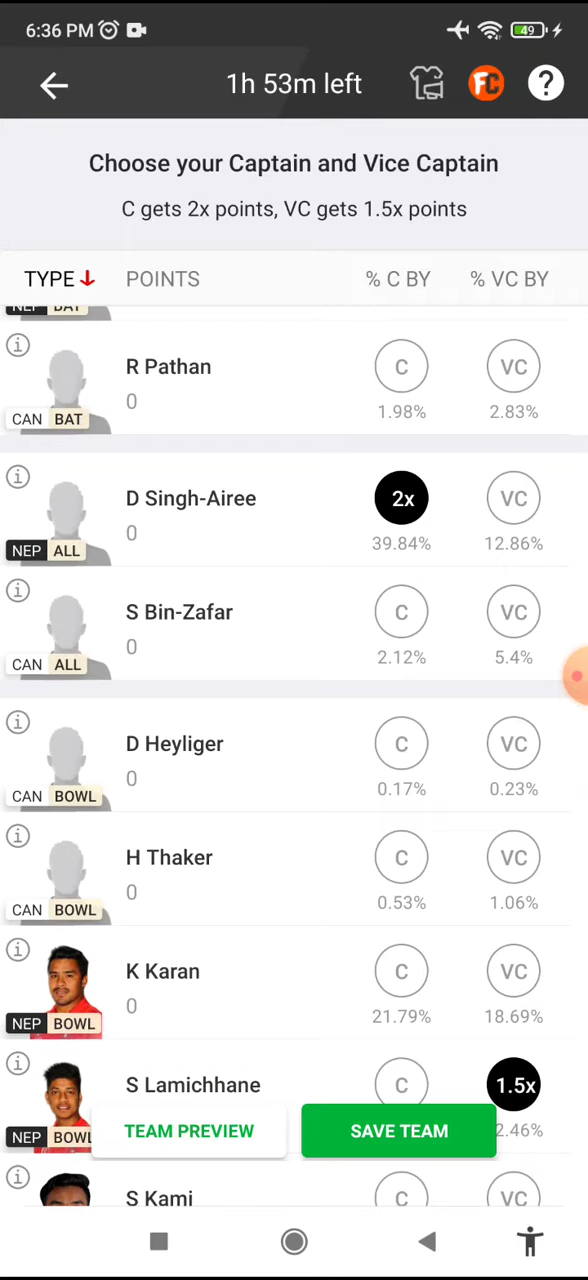 6:36 PM
49
1h 53m left
FC
?
Choose your Captain and Vice Captain
C gets 2x points, VC gets 1.5x points
TYPE POINTS % C BY % VC BY
NEP BAT
R Pathan
0
C VC
1.98% 2.83%
CAN BAT
D Singh-Airee
0
2x VC
39.84% 12.86%
NEP ALL
S Bin-Zafar
0
C VC
2.12% 5.4%
CAN ALL
D Heyliger
0
C VC
0.17% 0.23%
CAN BOWL
H Thaker
0
C VC
0.53% 1.06%
CAN BOWL
K Karan
0
C VC
21.79% 18.69%
NEP BOWL
S Lamichhane
C 1.5x
2.46%
NEP BOWL
TEAM PREVIEW SAVE TEAM
S Kami
C VC